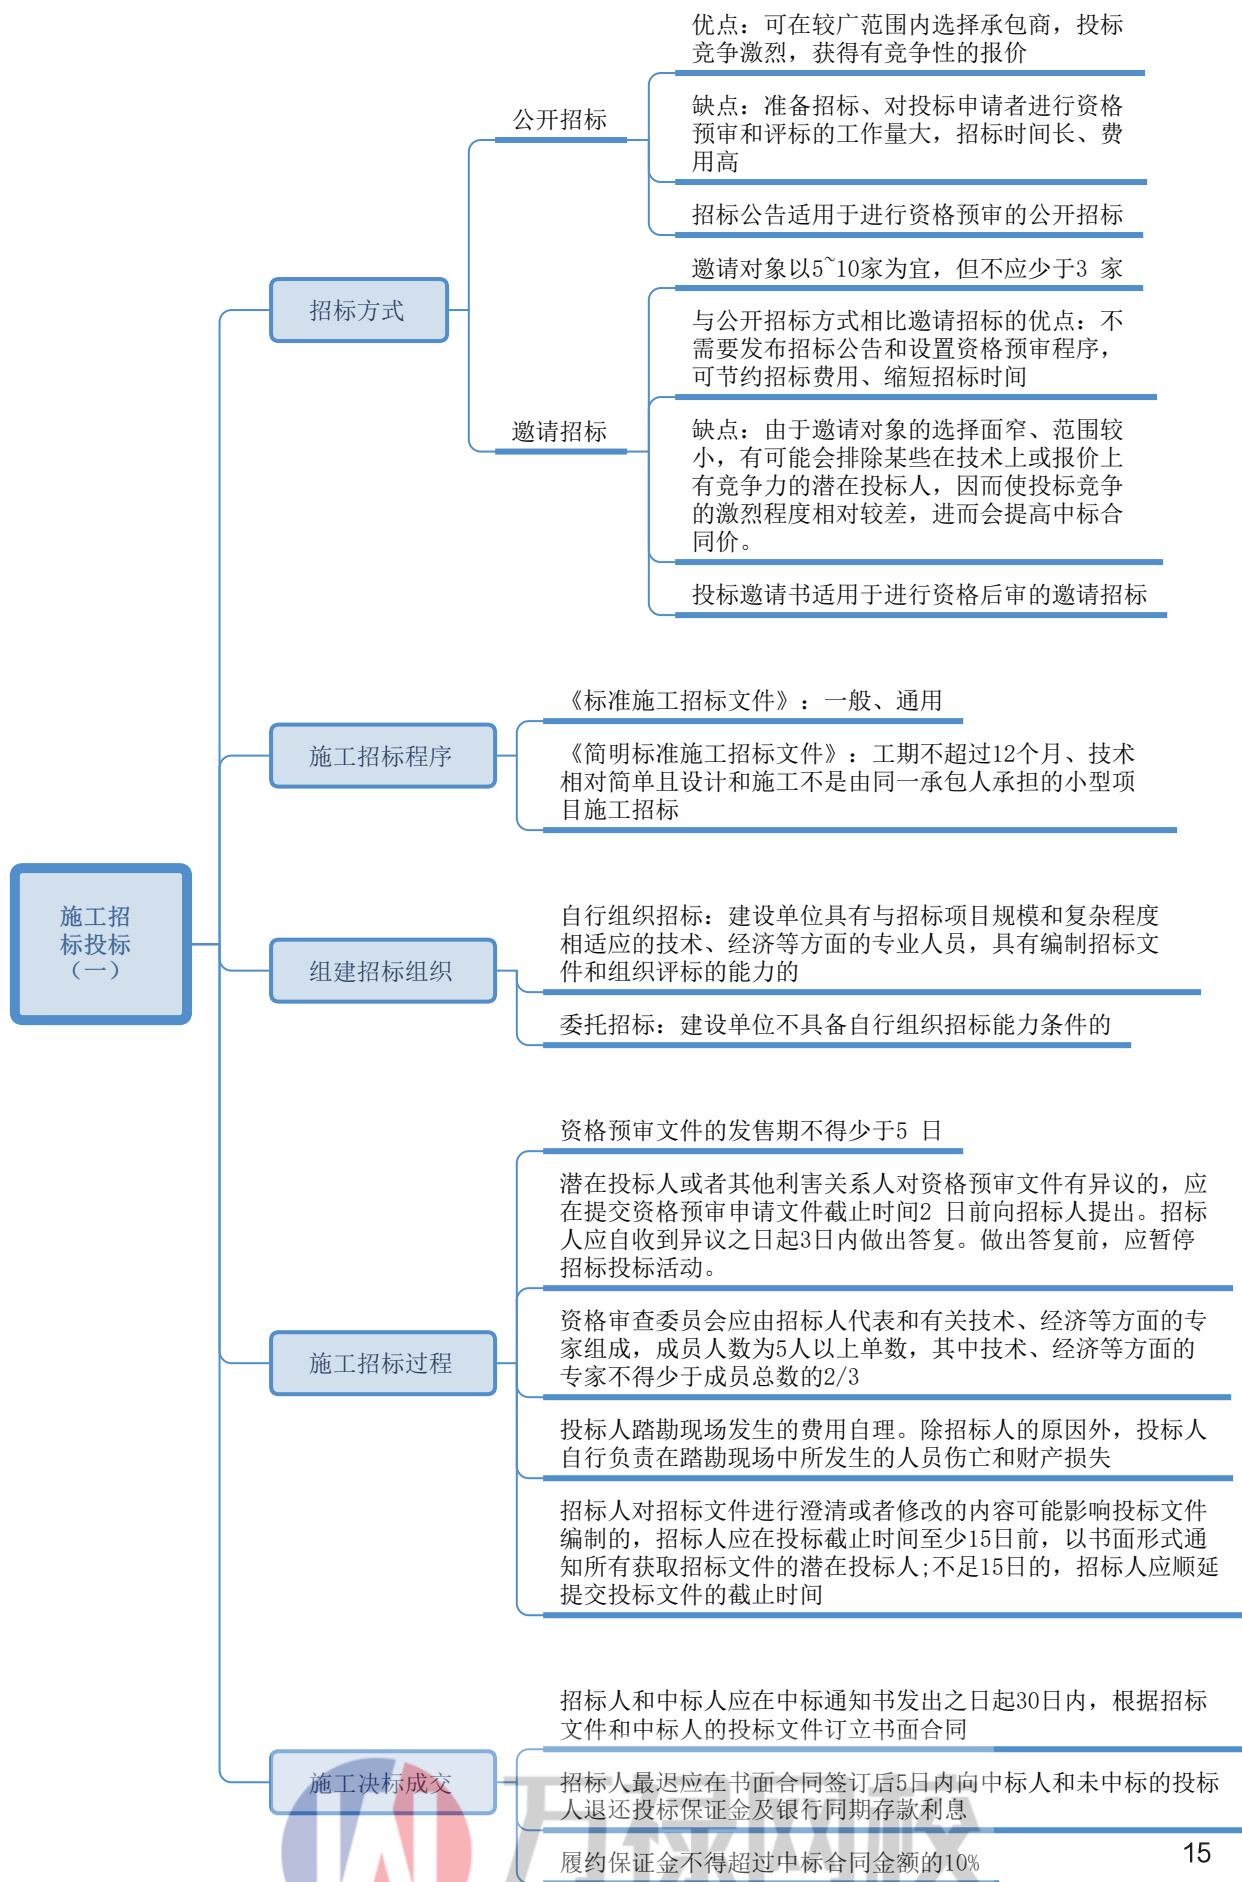 优点：可在较广范围内选择承包商，投标
竞争激烈，获得有竞争性的报价
公开招标
缺点：准备招标、对投标申请者进行资格
预审和评标的工作量大，招标时间长、费
用高
招标公告适用于进行资格预审的公开招标
招标方式
邀请对象以5~10家为宜，但不应少于3 家
与公开招标方式相比邀请招标的优点：不
需要发布招标公告和设置资格预审程序，
可节约招标费用、缩短招标时间
邀请招标
缺点：由于邀请对象的选择面窄、范围较
小，有可能会排除某些在技术上或报价上
有竞争力的潜在投标人，因而使投标竞争
的激烈程度相对较差，进而会提高中标合
同价。
投标邀请书适用于进行资格后审的邀请招标
施工招标程序
《标准施工招标文件》：一般、通用
《简明标准施工招标文件》：工期不超过12个月、技术
相对简单且设计和施工不是由同一承包人承担的小型项
目施工招标
施工招
标投标
（一）
组建招标组织
自行组织招标：建设单位具有与招标项目规模和复杂程度
相适应的技术、经济等方面的专业人员，具有编制招标文
件和组织评标的能力的
委托招标：建设单位不具备自行组织招标能力条件的
施工招标过程
资格预审文件的发售期不得少于5 日
潜在投标人或者其他利害关系人对资格预审文件有异议的，应
在提交资格预审申请文件截止时间2 日前向招标人提出。招标
人应自收到异议之日起3日内做出答复。做出答复前，应暂停
招标投标活动。
资格审查委员会应由招标人代表和有关技术、经济等方面的专
家组成，成员人数为5人以上单数，其中技术、经济等方面的
专家不得少于成员总数的2/3
投标人踏勘现场发生的费用自理。除招标人的原因外，投标人
自行负责在踏勘现场中所发生的人员伤亡和财产损失
招标人对招标文件进行澄清或者修改的内容可能影响投标文件
编制的，招标人应在投标截止时间至少15日前，以书面形式通
知所有获取招标文件的潜在投标人;不足15日的，招标人应顺延
提交投标文件的截止时间
施工决标成交
招标人和中标人应在中标通知书发出之日起30日内，根据招标
文件和中标人的投标文件订立书面合同
招标人最迟应在书面合同签订后5日内向中标人和未中标的投标
人退还投标保证金及银行同期存款利息
履约保证金不得超过中标合同金额的10%
万禄网校
15